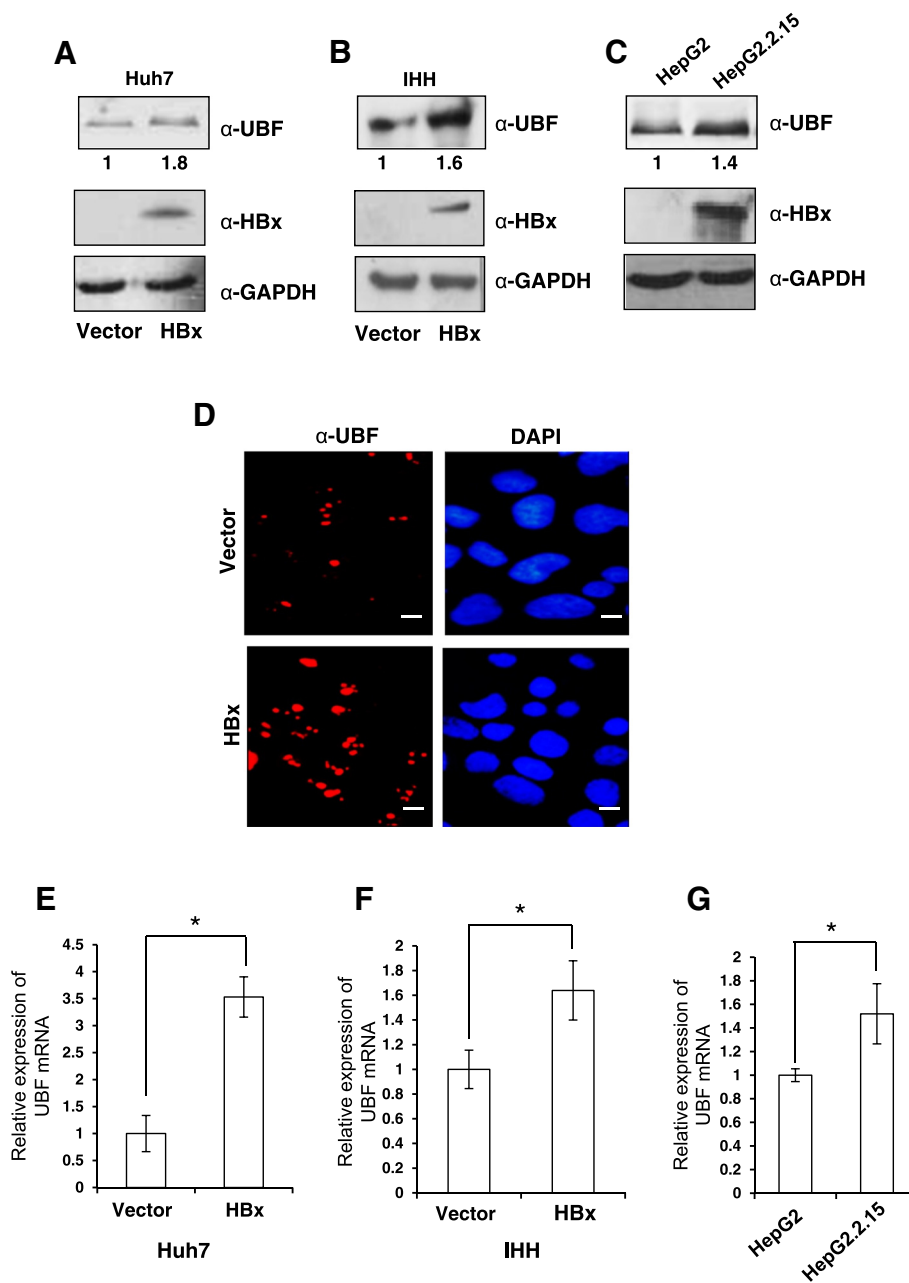 A
Huh7
α-UBF
1 1.8
α-HBx
α-GAPDH
Vector HBx
B
IHH
α-UBF
1 1.6
α-HBx
α-GAPDH
Vector HBx
C
HepG2 HepG2.2.15
α-UBF
1 1.4
α-HBx
α-GAPDH
D
α-UBF DAPI
Vector
HBx
E
*
Relative expression of
UBF mRNA
4.5
4
3.5
3
2.5
2
1.5
1
0.5
0
Vector HBx
Huh7
F
*
Relative expression of
UBF mRNA
2
1.8
1.6
1.4
1.2
1
0.8
0.6
0.4
0.2
0
Vector HBx
IHH
G
*
Relative expression of
UBF mRNA
2
1.8
1.6
1.4
1.2
1
0.8
0.6
0.4
0.2
0
HepG2 HepG2.2.15